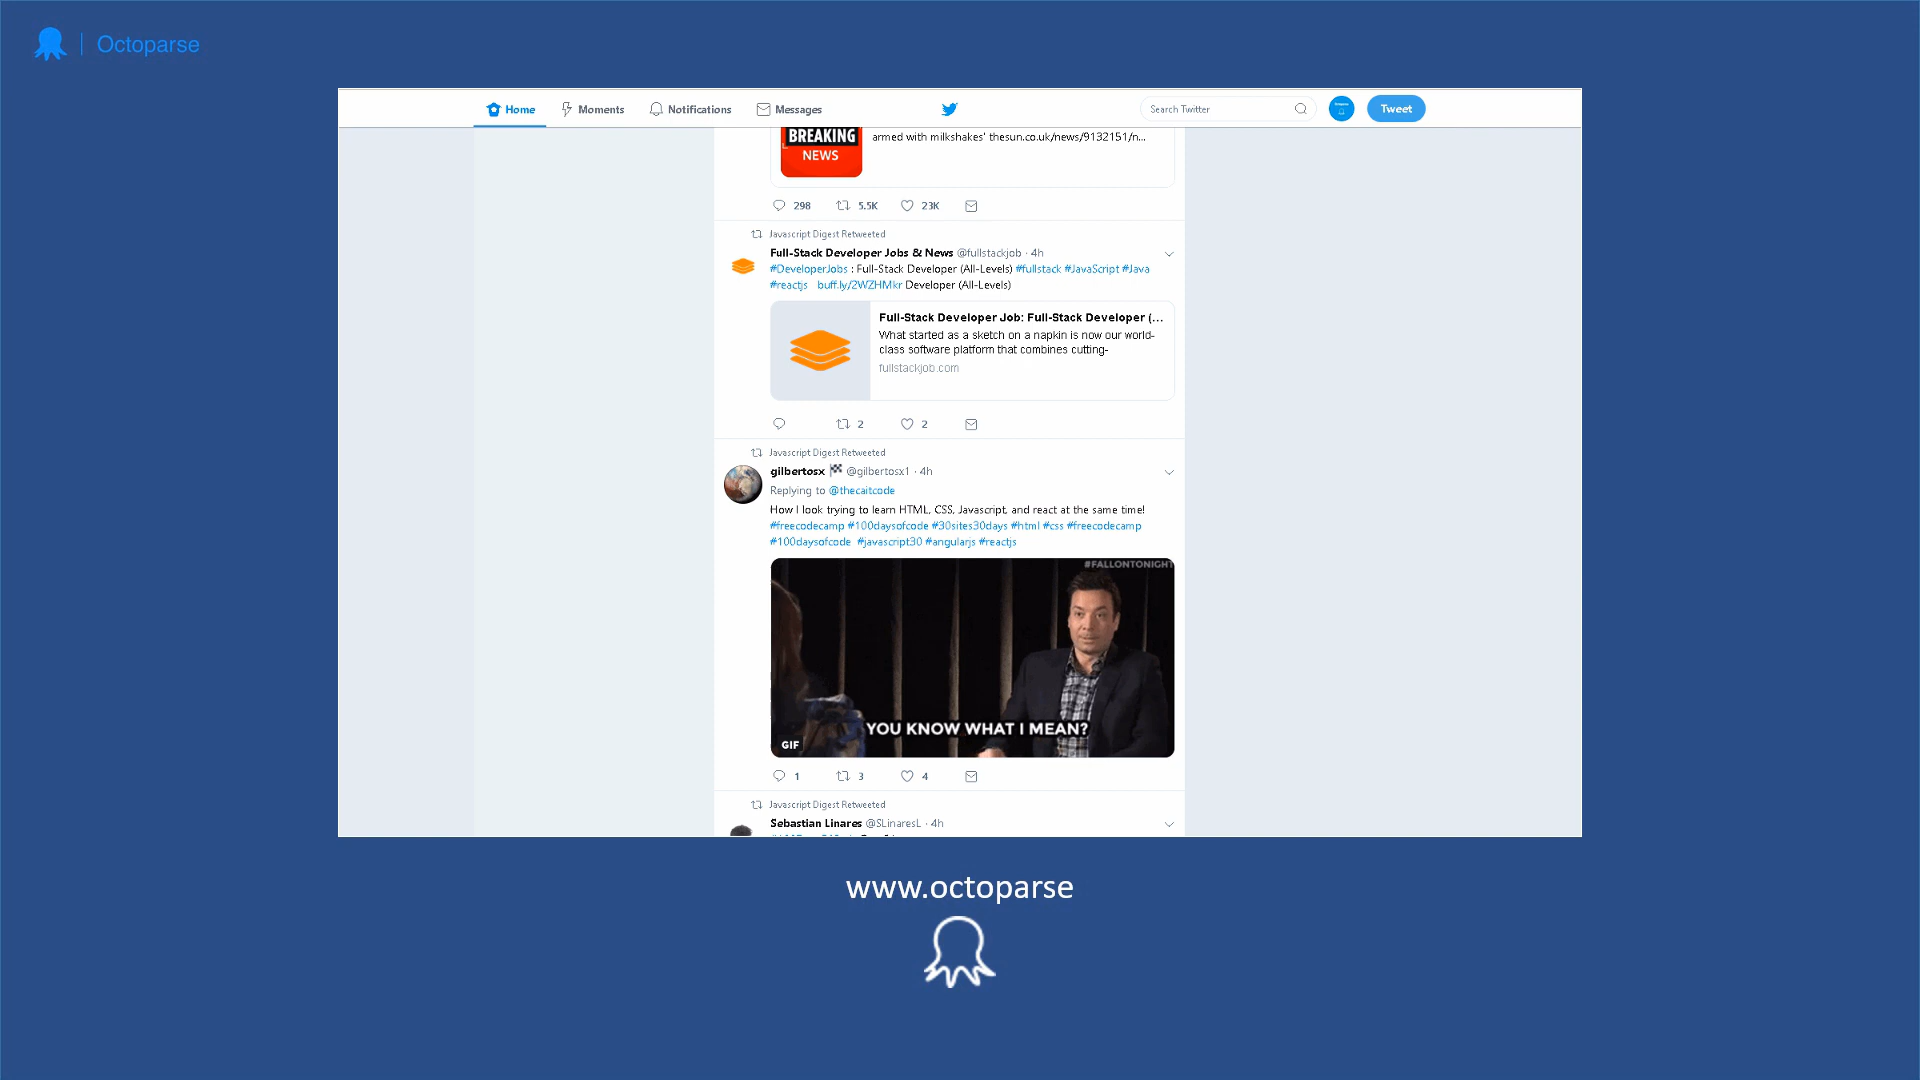 Octoparse
Home Moments Notifications Messages Search Twitter Tweet
BREAKING
NEWS
armed with milkshakes' thesun.co.uk/news/9132151/n...
298 5.5K 23K
Javascript Digest Retweeted
Full-Stack Developer Jobs & News @fullstackjob · 4h
#DeveloperJobs : Full-Stack Developer (All-Levels) #fullstack #JavaScript #Java
#reactjs buff.ly/2WZHMkr Developer (All-Levels)
Full-Stack Developer Job: Full-Stack Developer (...
What started as a sketch on a napkin is now our world-
class software platform that combines cutting-
fullstackjob.com
2 2
Javascript Digest Retweeted
gilbertosx @gilbertosx1 · 4h
Replying to @thecaitcode
How I look trying to learn HTML, CSS, Javascript, and react at the same time!
#freecodecamp #100daysofcode #30sites30days #html #css #freecodecamp
#100daysofcode #javascript30 #angularjs #reactjs
#FALLONTONIGHT
YOU KNOW WHAT I MEAN?
GIF
1 3 4
Javascript Digest Retweeted
Sebastian Linares @SLinaresL · 4h
www.octoparse